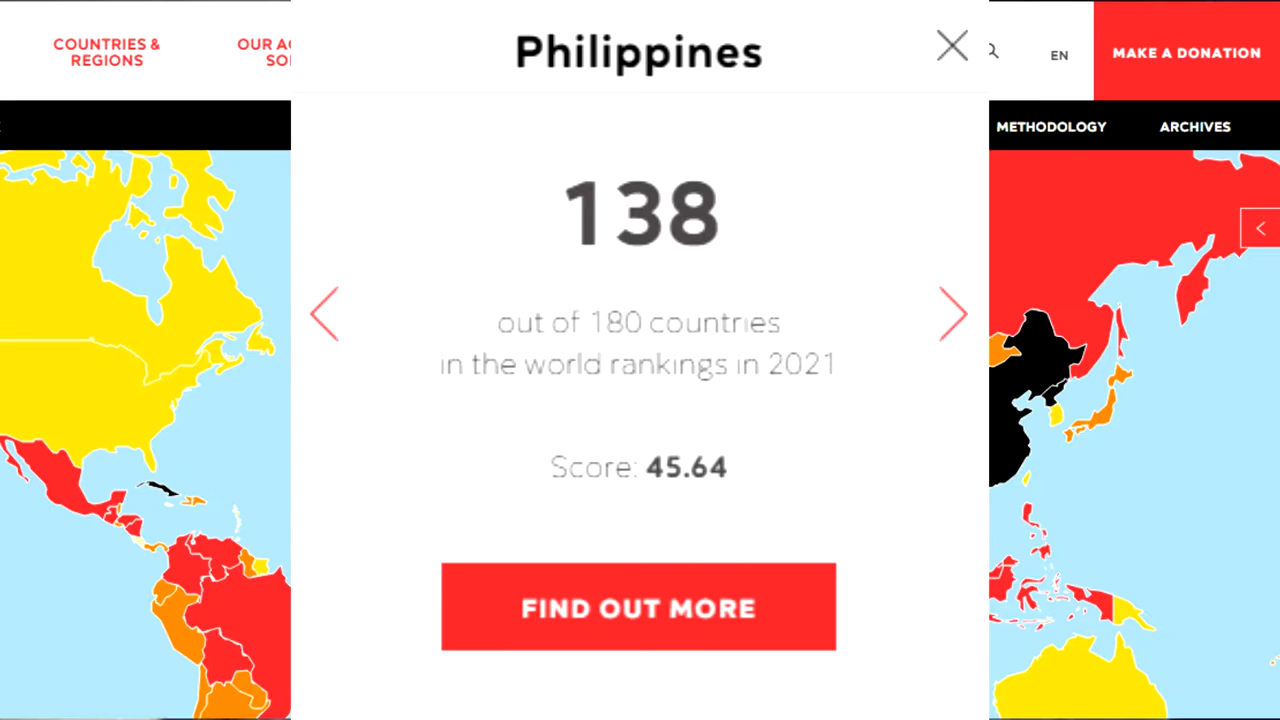 COUNTRIES &
REGIONS
Philippines
EN
MAKE A DONATION
METHODOLOGY
ARCHIVES
138
out of 180 countries
in the world rankings in 2021
Score: 45.64
FIND OUT MORE